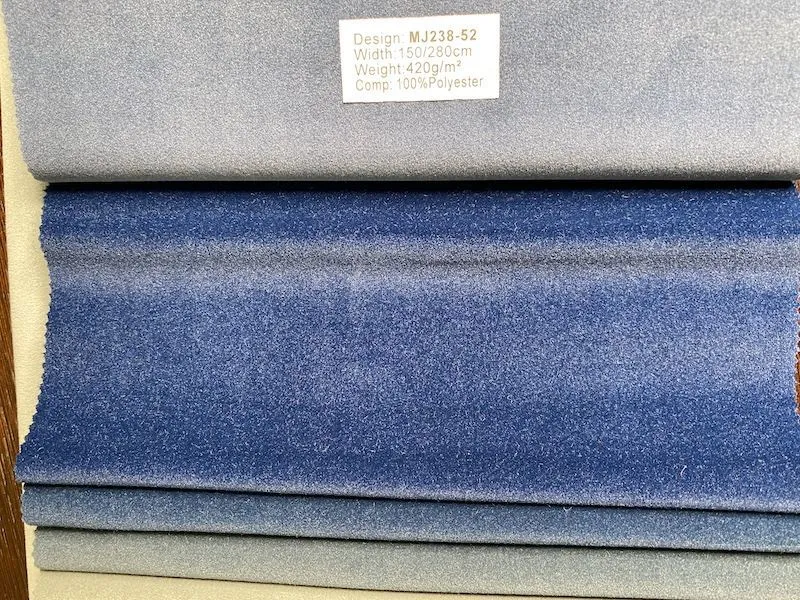 Design: MJ238-52
Width:150/280cm
Weight:420g/m²
Comp: 100%Polyester